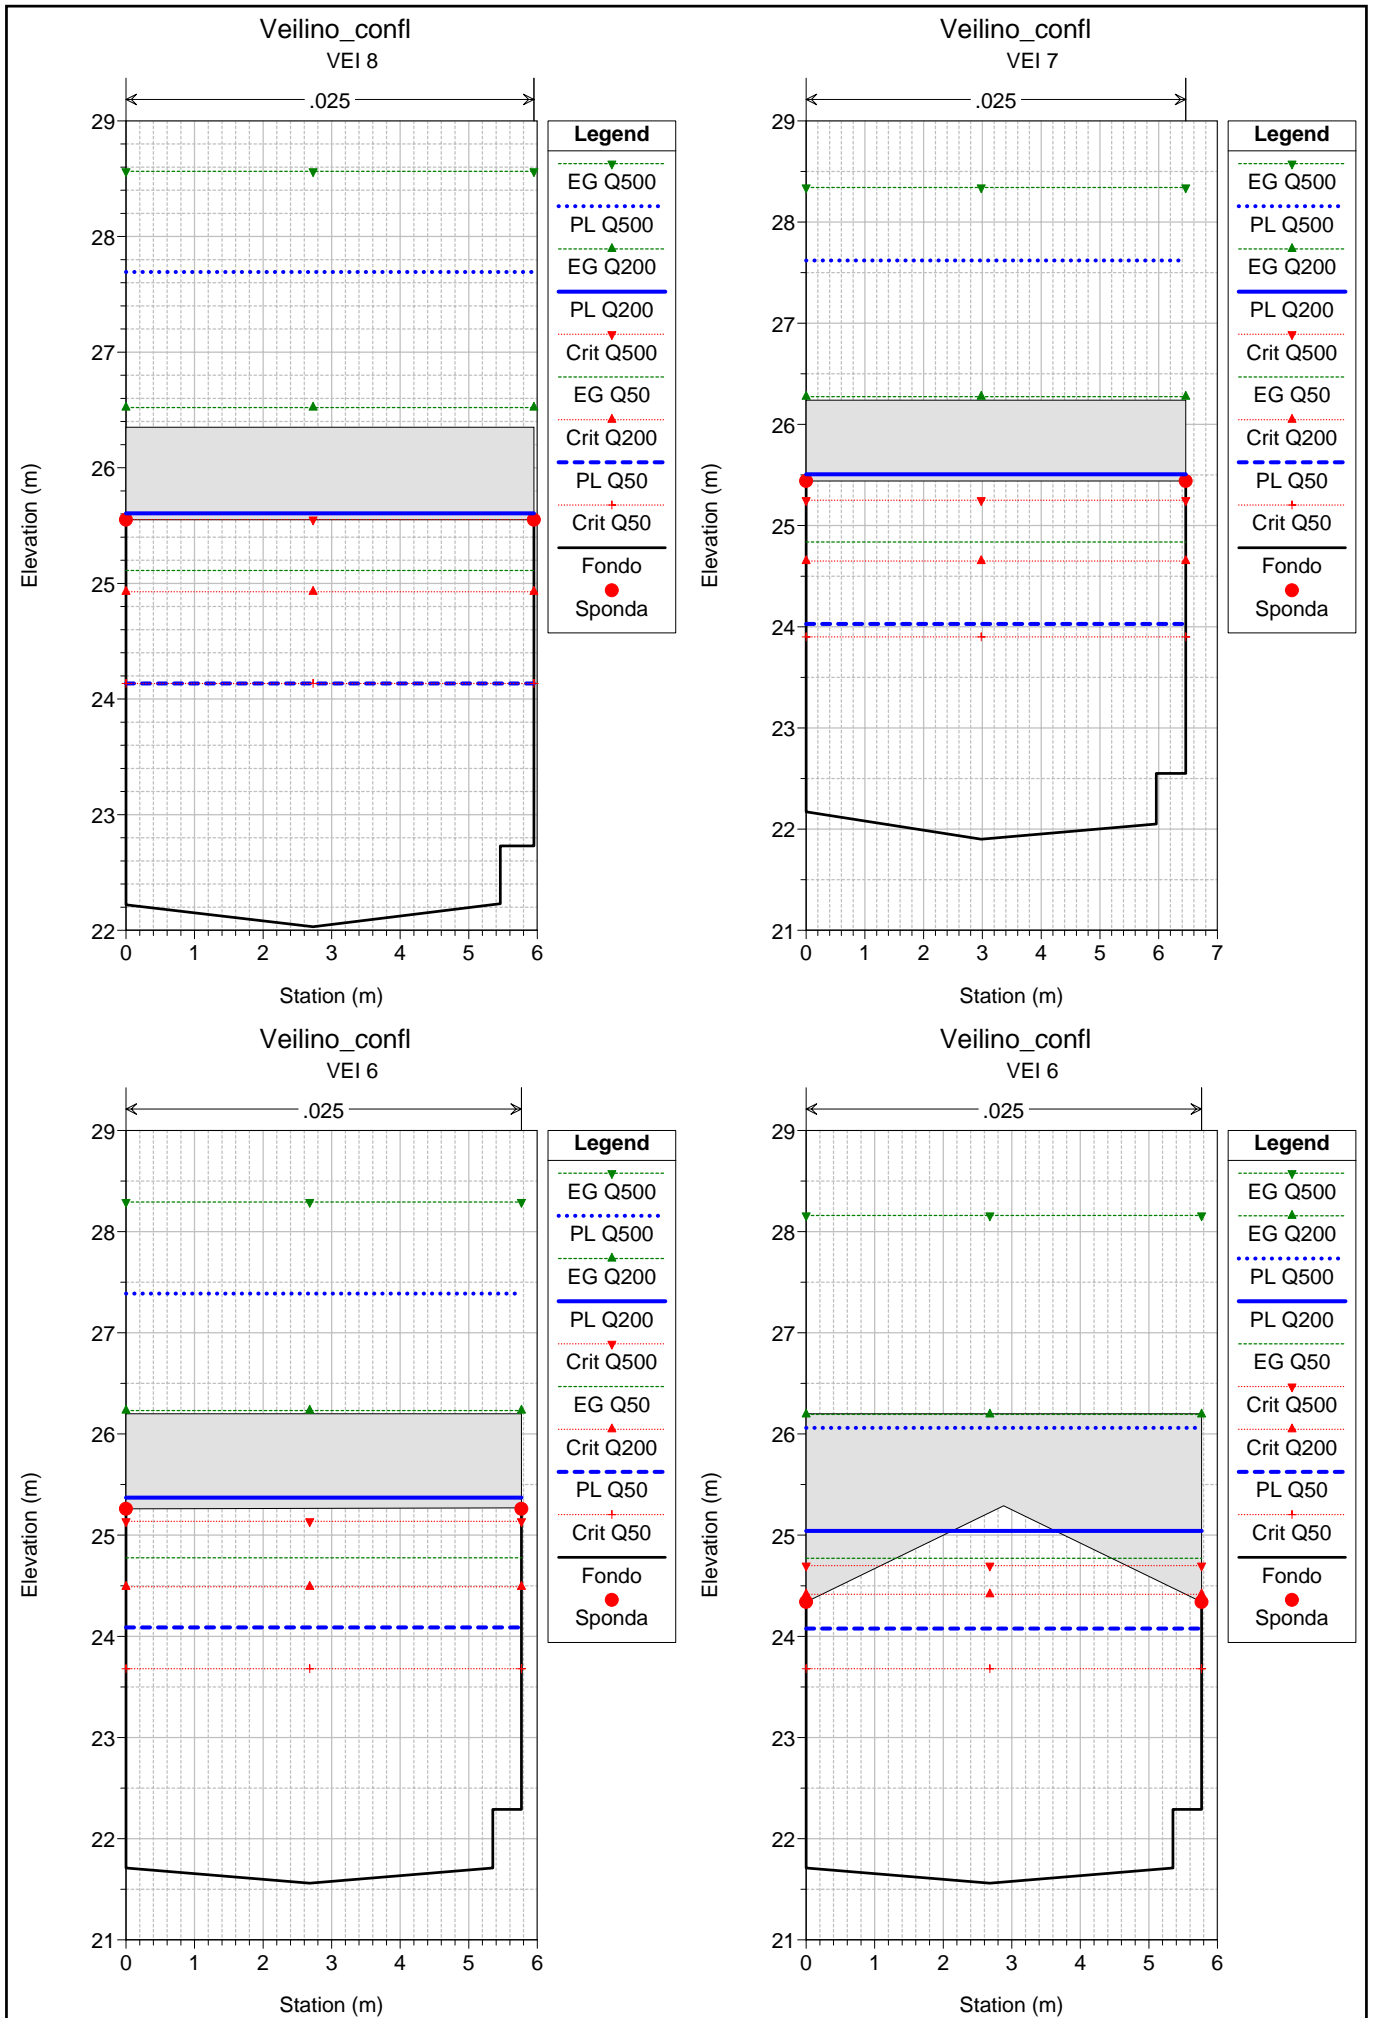 Veilino_confl
VEI 8
.025
29
28
27
26
25
24
23
22
0 1 2 3 4 5 6
Station (m)
Elevation (m)
Legend
EG Q500
PL Q500
EG Q200
PL Q200
Crit Q500
EG Q50
Crit Q200
PL Q50
Crit Q50
Fondo
Sponda
Veilino_confl
VEI 7
.025
29
28
27
26
25
24
23
22
21
0 1 2 3 4 5 6 7
Station (m)
Elevation (m)
Legend
EG Q500
PL Q500
EG Q200
PL Q200
Crit Q500
EG Q50
Crit Q200
PL Q50
Crit Q50
Fondo
Sponda
Veilino_confl
VEI 6
.025
29
28
27
26
25
24
23
22
21
0 1 2 3 4 5 6
Station (m)
Elevation (m)
Legend
EG Q500
PL Q500
EG Q200
PL Q200
Crit Q500
EG Q50
Crit Q200
PL Q50
Crit Q50
Fondo
Sponda
Veilino_confl
VEI 6
.025
29
28
27
26
25
24
23
22
21
0 1 2 3 4 5 6
Station (m)
Elevation (m)
Legend
EG Q500
EG Q200
PL Q500
PL Q200
EG Q50
Crit Q500
Crit Q200
PL Q50
Crit Q50
Fondo
Sponda